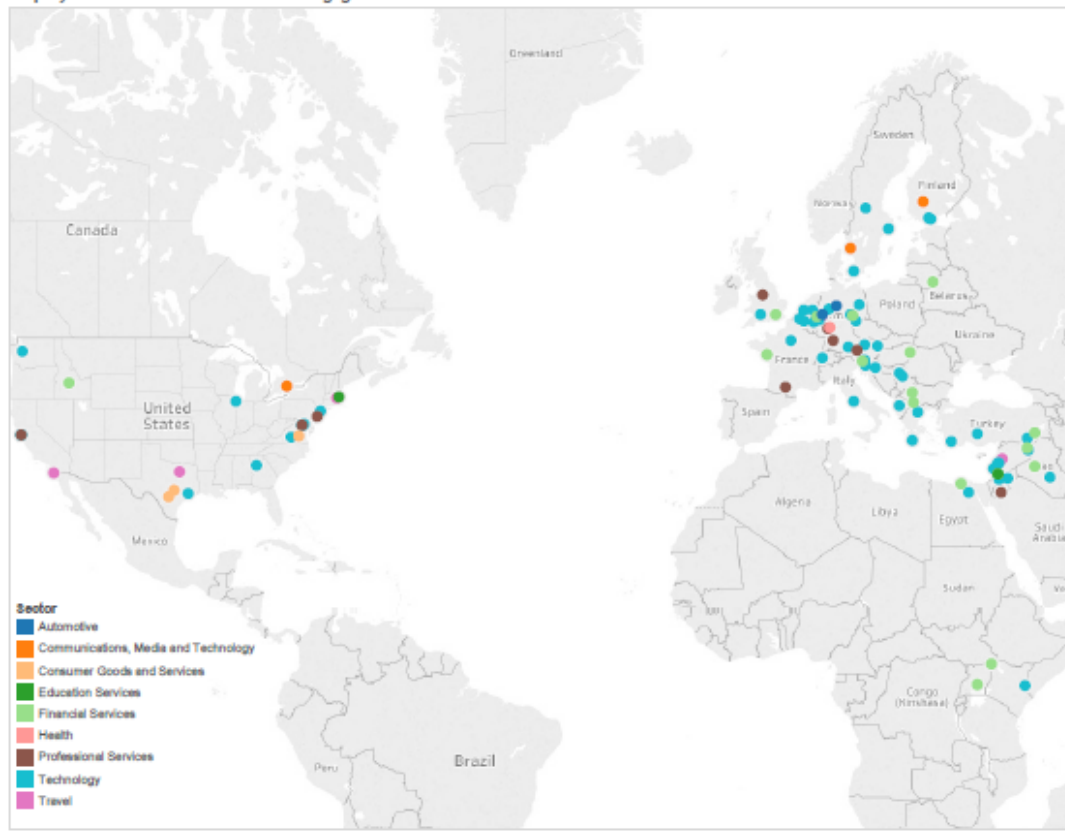 Greenland
Sweden
Finland
Norway
Canada
Belarus
Poland
Ukraine
France
United
States
Italy
Spain
Turkey
Algeria
Libya
Egypt
Saudi
Arabia
Mexico
Sudan
Sector
Automotive
Communications, Media and Technology
Consumer Goods and Services
Education Services
Financial Services
Health
Professional Services
Technology
Travel
Congo
(Kinshasa)
Brazil
Peru